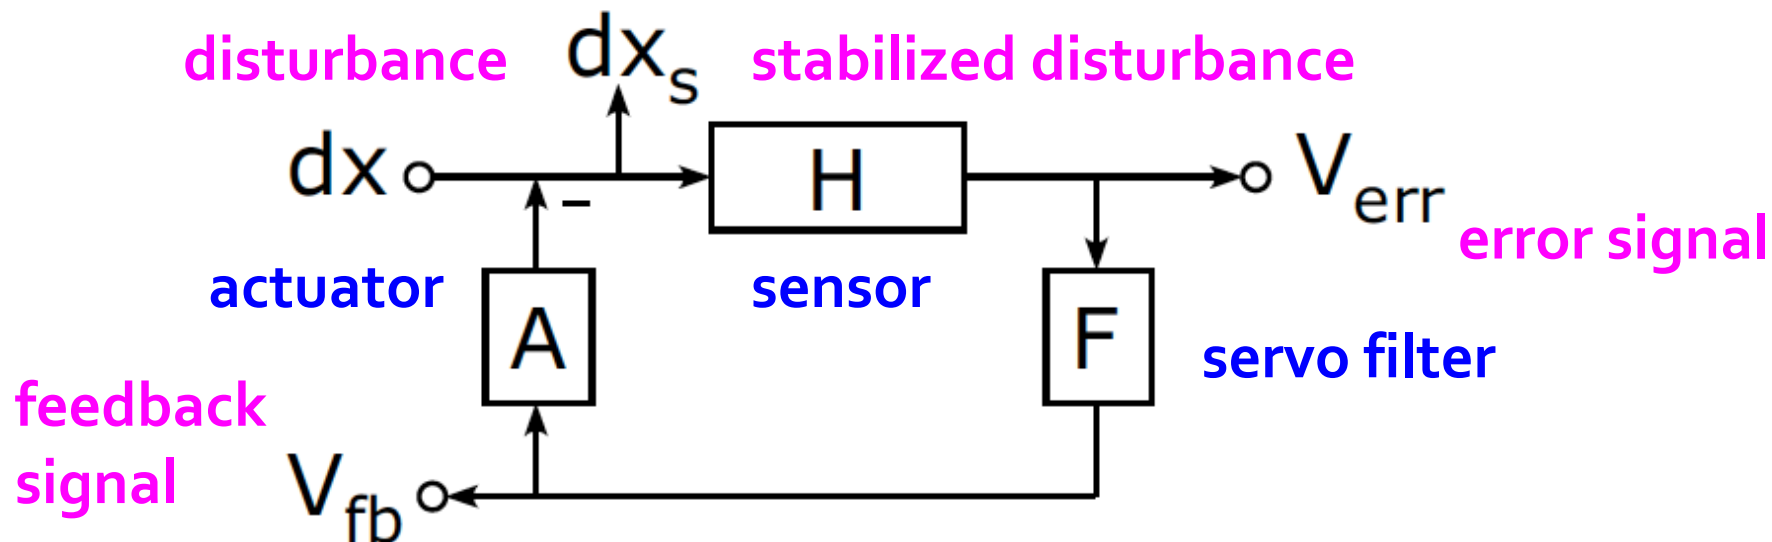 disturbance
dx_s
stabilized disturbance
dx
–
H
V_err
error signal
actuator
sensor
A
F
servo filter
feedback
signal
V_fb